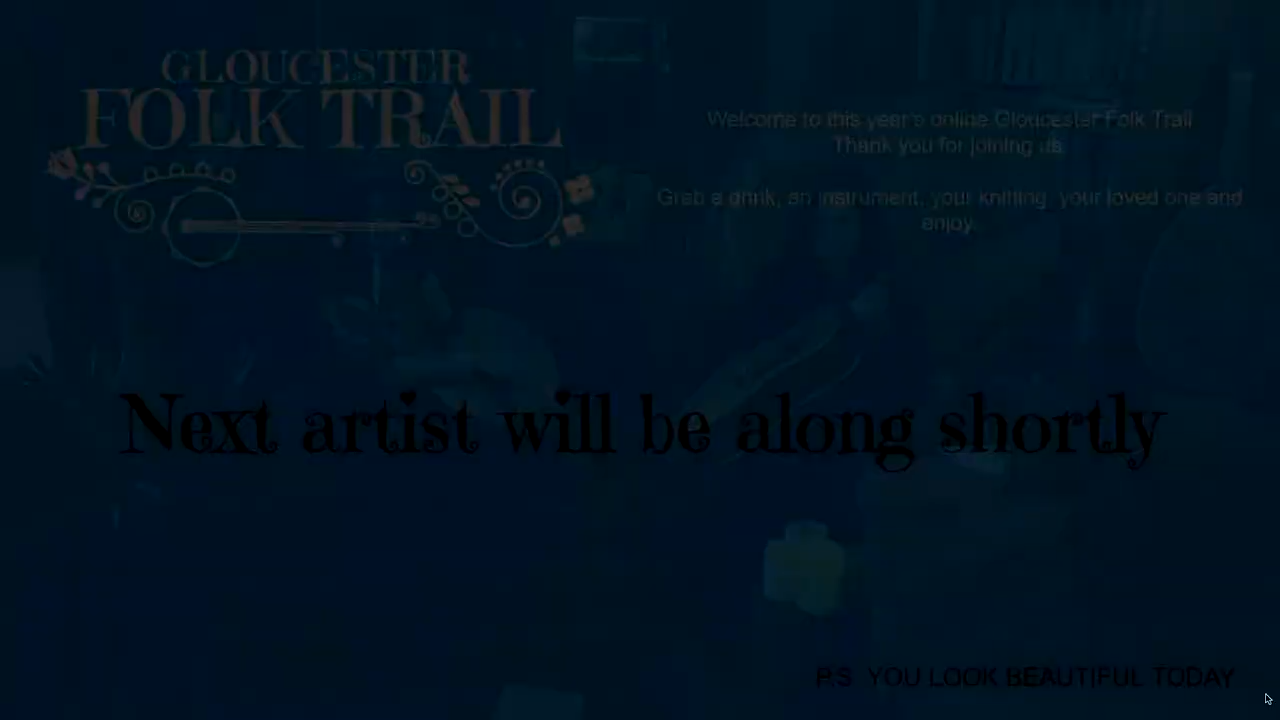 GLOUCESTER
FOLK TRAIL
Welcome to this year's online Gloucester Folk Trail
Thank you for joining us.
Grab a drink, an instrument, your knitting, your loved one and
enjoy.
Next artist will be along shortly
P.S YOU LOOK BEAUTIFUL TODAY